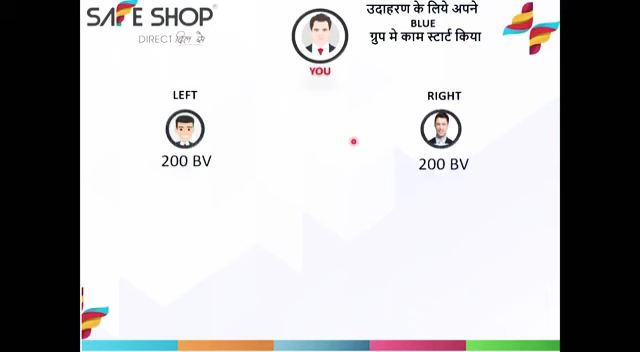 SAFE SHOP®
DIRECT दिल से
उदाहरण के लिये अपने
BLUE
ग्रुप मे काम स्टार्ट किया
YOU
LEFT
RIGHT
200 BV
200 BV